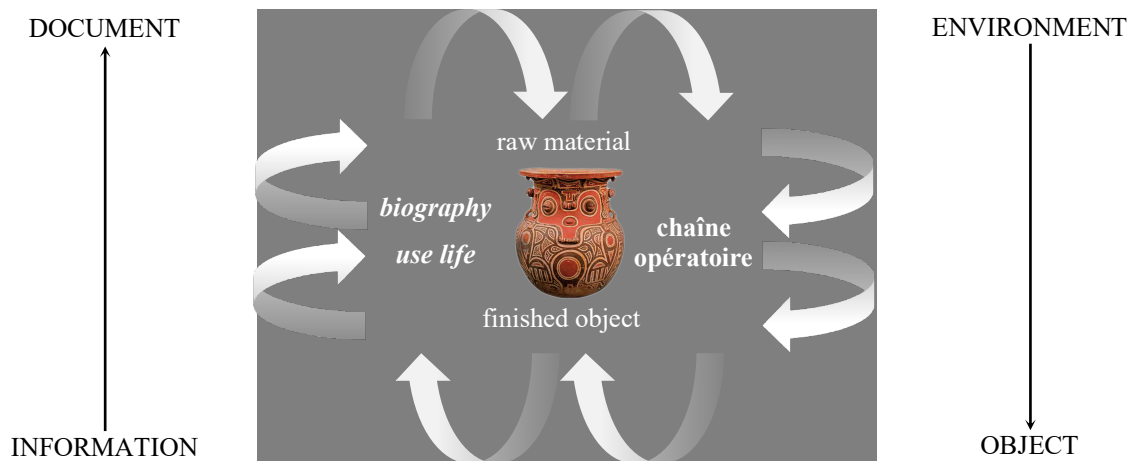 DOCUMENT
ENVIRONMENT
raw material
biography
use life
chaîne
opératoire
finished object
INFORMATION
OBJECT